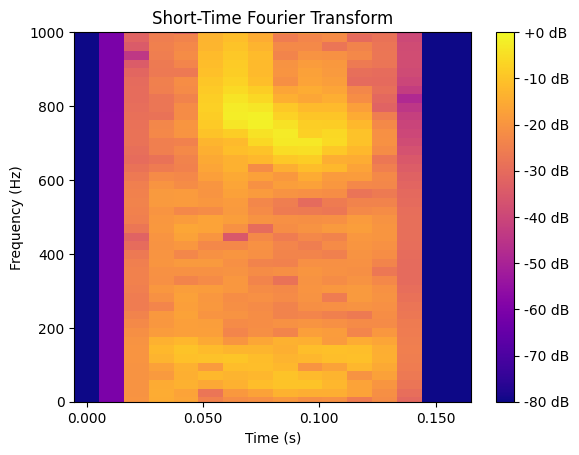 Short-Time Fourier Transform
Frequency (Hz)
1000
800
600
400
200
0
0.000
0.050
0.100
0.150
Time (s)
+0 dB
-10 dB
-20 dB
-30 dB
-40 dB
-50 dB
-60 dB
-70 dB
-80 dB